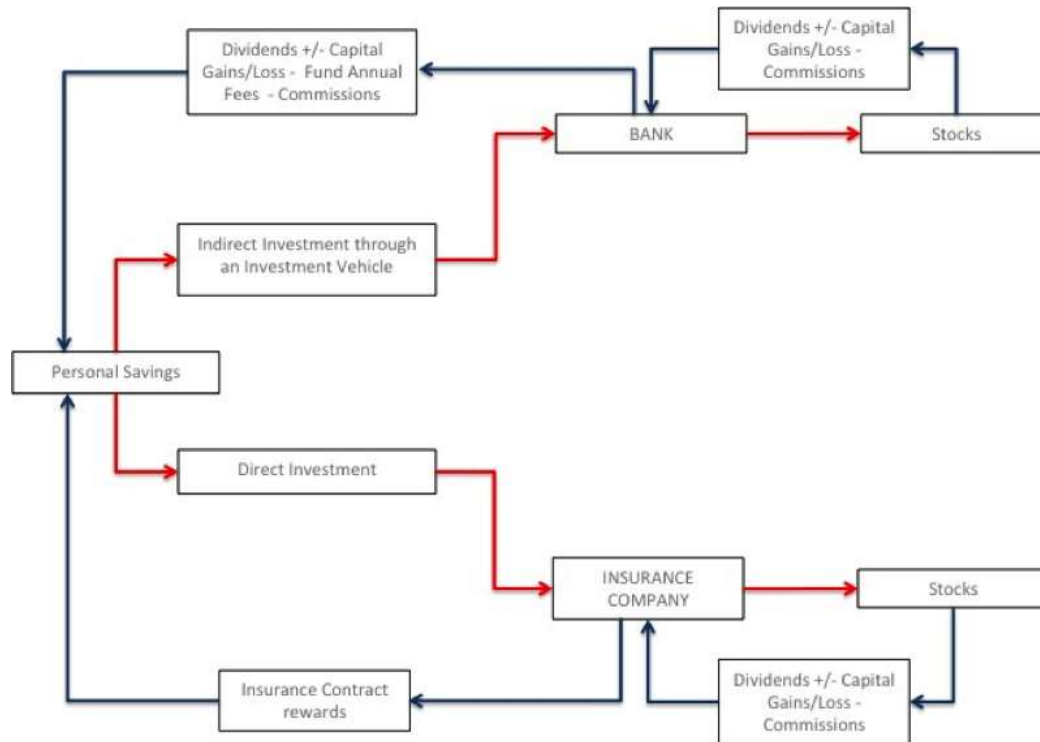 Dividends +/- Capital
Gains/Loss - Fund Annual
Fees - Commissions
Dividends +/- Capital
Gains/Loss -
Commissions
BANK
Stocks
Indirect Investment through
an Investment Vehicle
Personal Savings
Direct Investment
INSURANCE
COMPANY
Stocks
Insurance Contract
rewards
Dividends +/- Capital
Gains/Loss -
Commissions